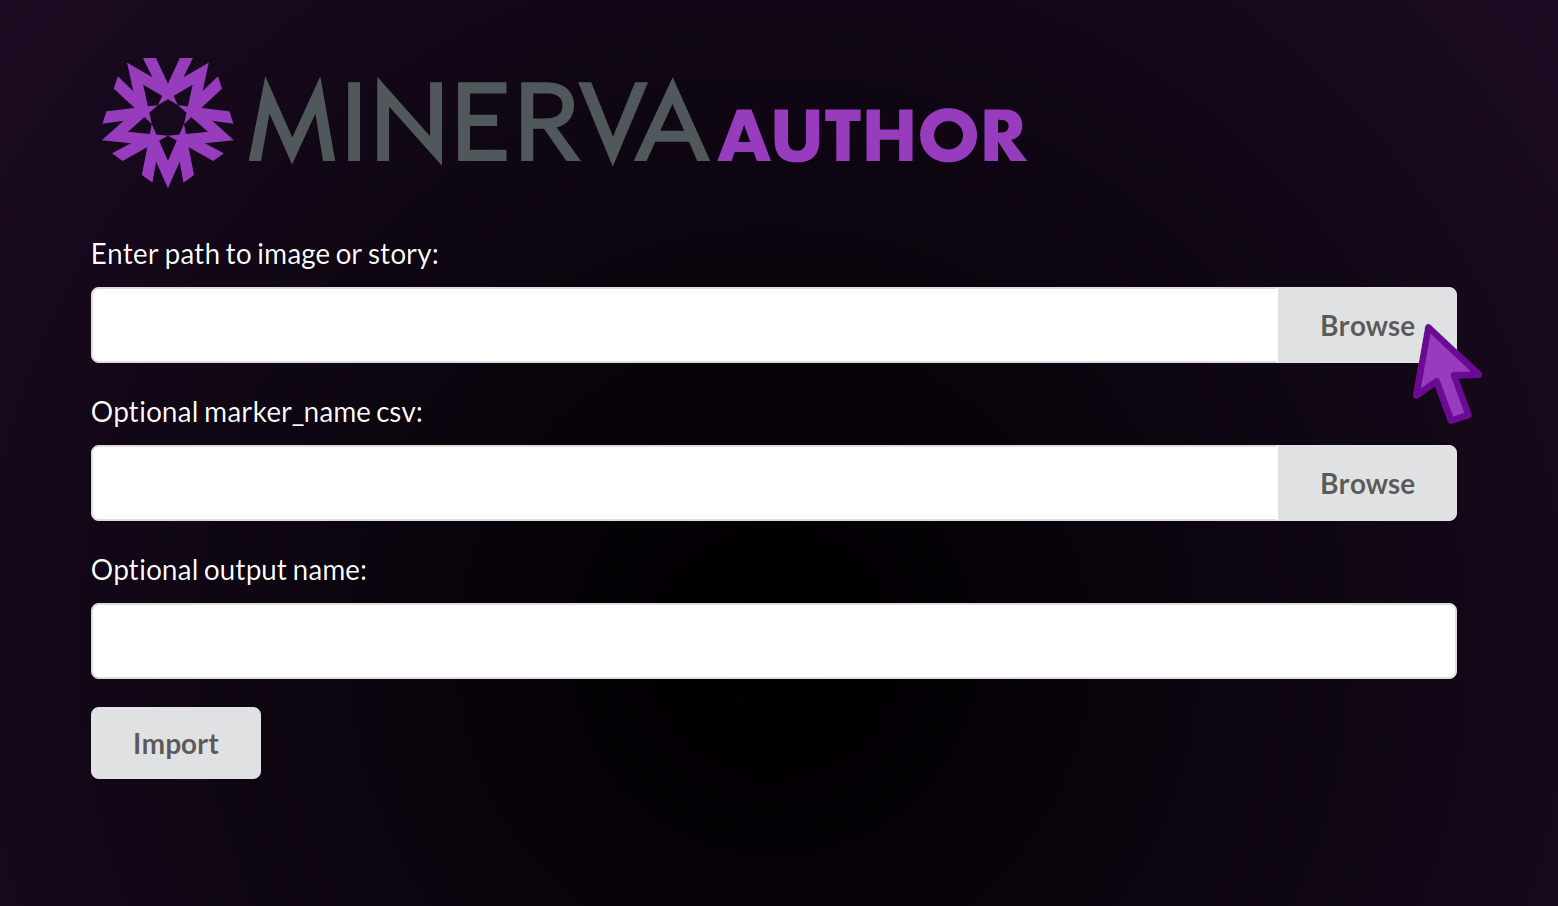 MINERVA AUTHOR
Enter path to image or story:
Browse
Optional marker_name csv:
Browse
Optional output name:
Import